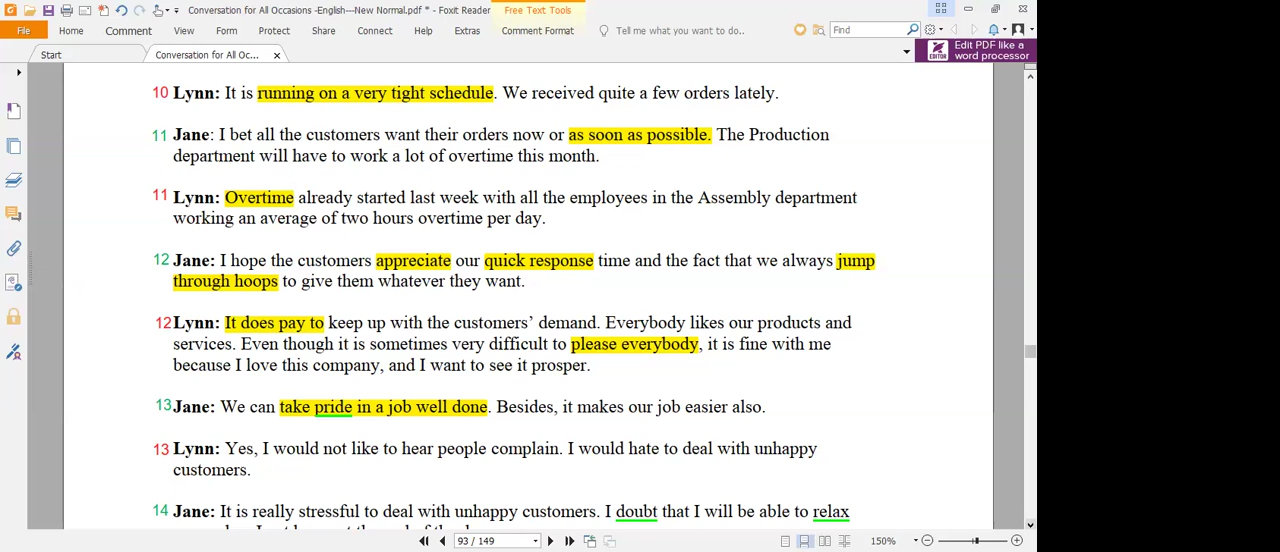 Conversation for All Occasions -English---New Normal.pdf * - Foxit Reader
Free Text Tools
File Home Comment View Form Protect Share Connect Help Extras Comment Format Tell me what you want to do.. Find
Start Conversation for All Oc... Edit PDF like a
EDITOR word processor
10 Lynn: It is running on a very tight schedule. We received quite a few orders lately.
11 Jane: I bet all the customers want their orders now or as soon as possible. The Production
department will have to work a lot of overtime this month.
11 Lynn: Overtime already started last week with all the employees in the Assembly department
working an average of two hours overtime per day.
12 Jane: I hope the customers appreciate our quick response time and the fact that we always jump
through hoops to give them whatever they want.
12 Lynn: It does pay to keep up with the customers’ demand. Everybody likes our products and
services. Even though it is sometimes very difficult to please everybody, it is fine with me
because I love this company, and I want to see it prosper.
13 Jane: We can take pride in a job well done. Besides, it makes our job easier also.
13 Lynn: Yes, I would not like to hear people complain. I would hate to deal with unhappy
customers.
14 Jane: It is really stressful to deal with unhappy customers. I doubt that I will be able to relax
93 / 149 150%